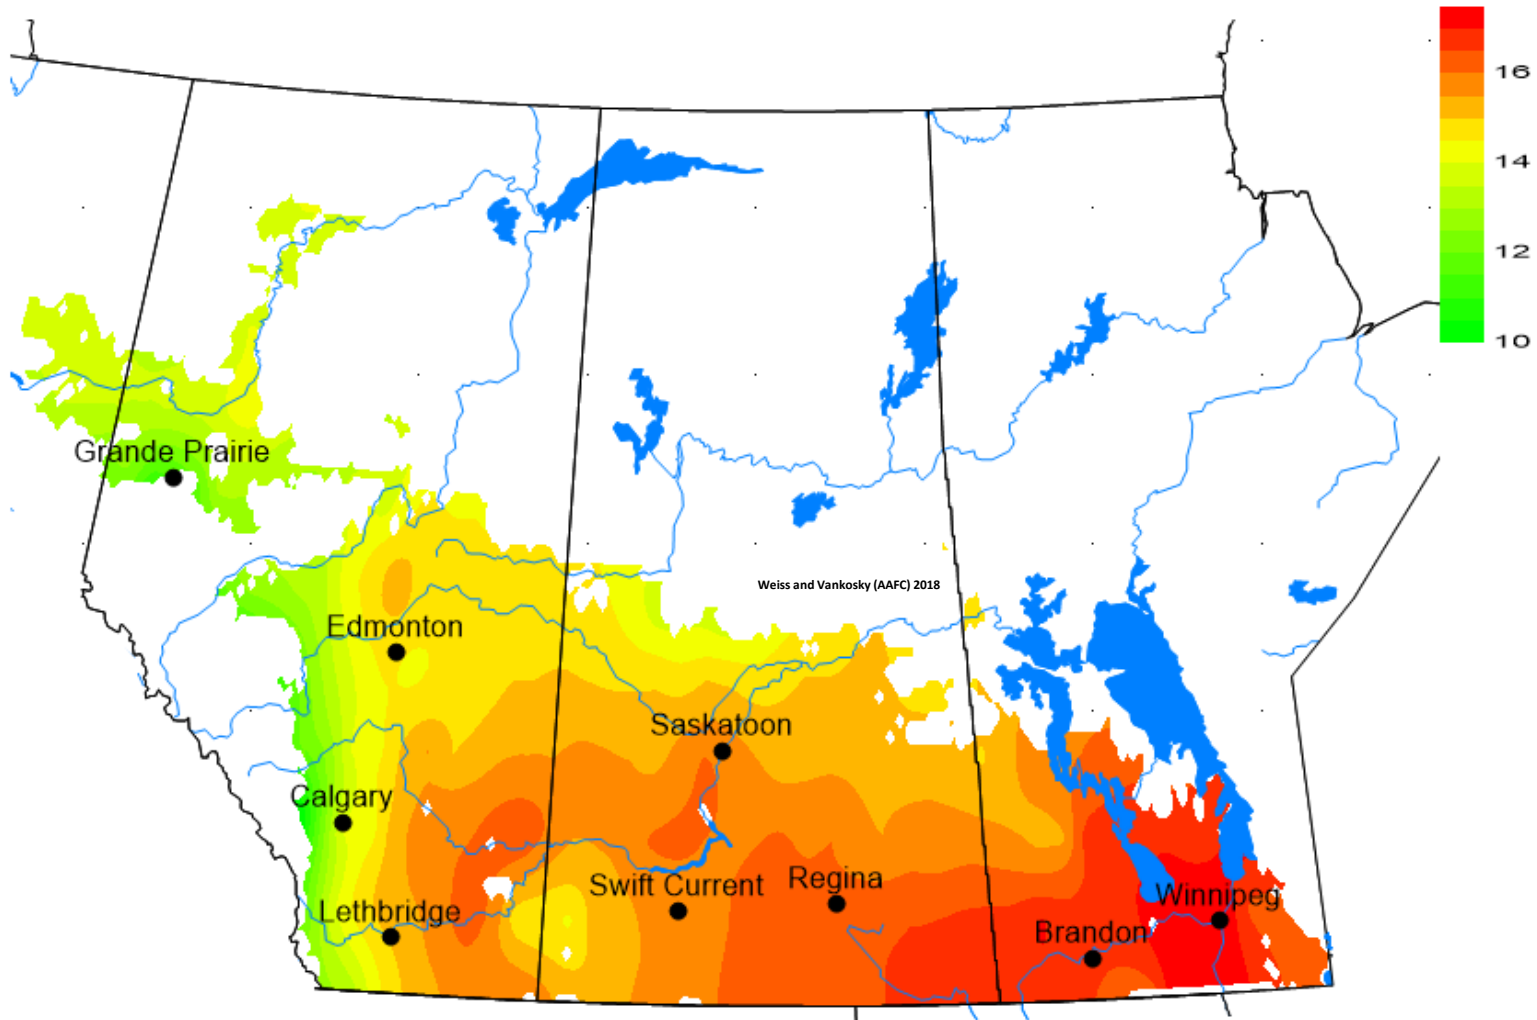 16
14
12
10
Grande Prairie
Weiss and Vankosky (AAFC) 2018
Edmonton
Saskatoon
Calgary
Swift Current
Regina
Winnipeg
Lethbridge
Brandon